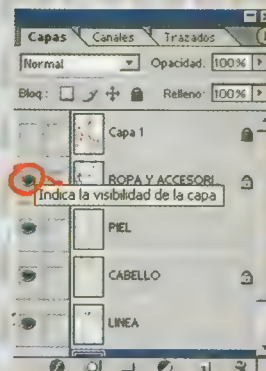 Capas Canales Trazados
Normal Opacidad: 100%
Bloq.: Relleno: 100%
Capa 1
ROPA Y ACCESORI
Indica la visibilidad de la capa
PIEL
CABELLO
LINEA